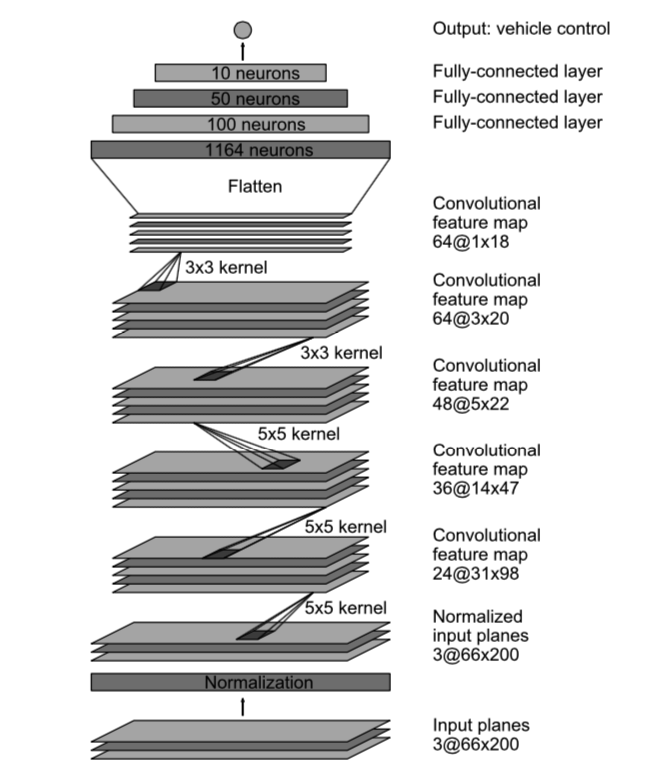 Output: vehicle control
10 neurons
Fully-connected layer
50 neurons
Fully-connected layer
100 neurons
Fully-connected layer
1164 neurons
Flatten
Convolutional
feature map
64@1x18
3x3 kernel
Convolutional
feature map
64@3x20
3x3 kernel
Convolutional
feature map
48@5x22
5x5 kernel
Convolutional
feature map
36@14x47
5x5 kernel
Convolutional
feature map
24@31x98
5x5 kernel
Normalized
input planes
3@66x200
Normalization
Input planes
3@66x200